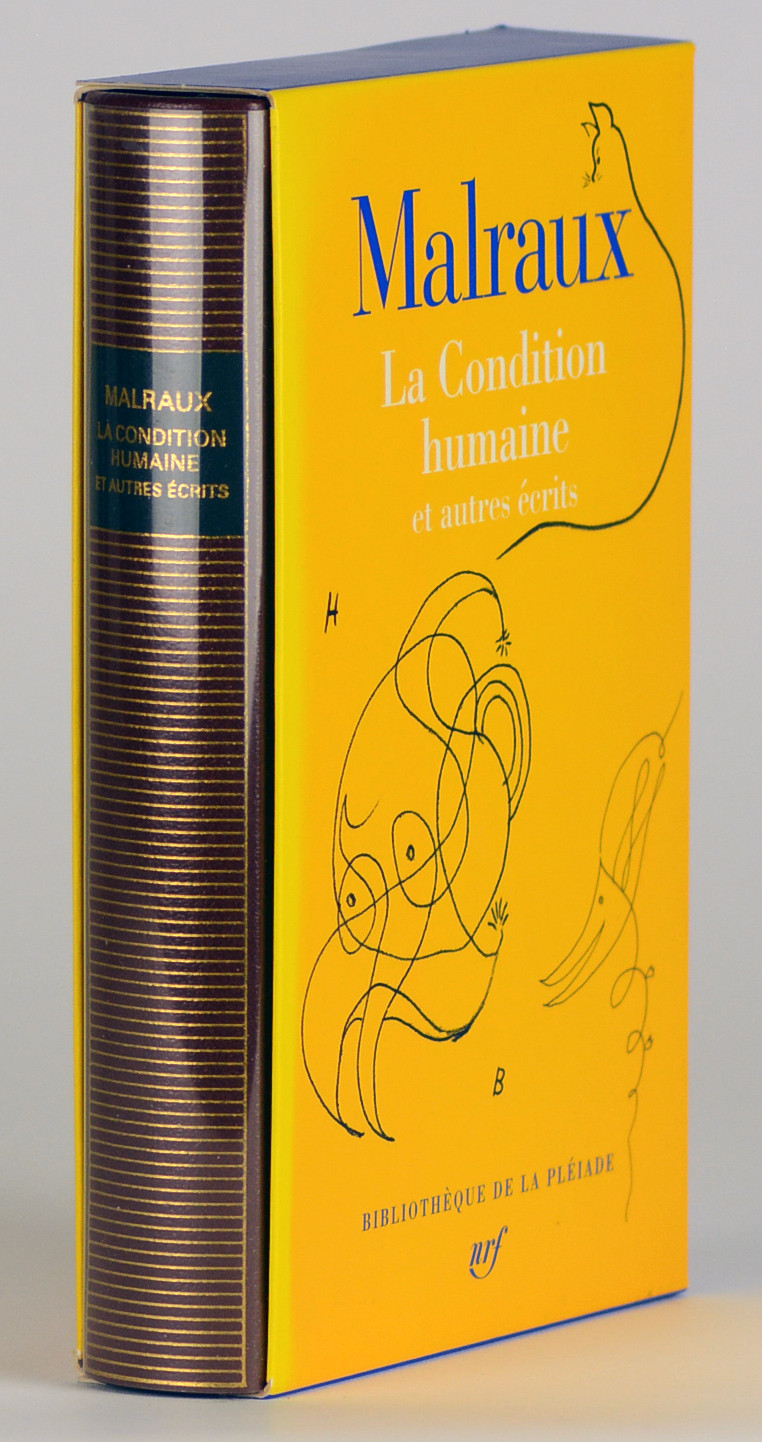 MALRAUX
LA CONDITION
HUMAINE
ET AUTRES ÉCRITS
Malraux
La Condition
humaine
et autres écrits
H
B
BIBLIOTHÈQUE DE LA PLÉIADE
nrf